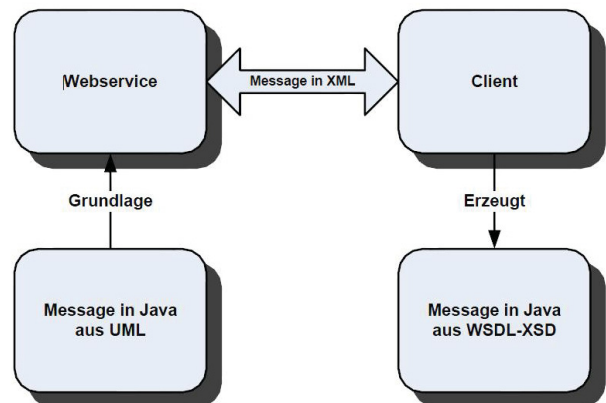 Webservice
Message in XML
Client
Grundlage
Erzeugt
Message in Java
aus UML
Message in Java
aus WSDL-XSD